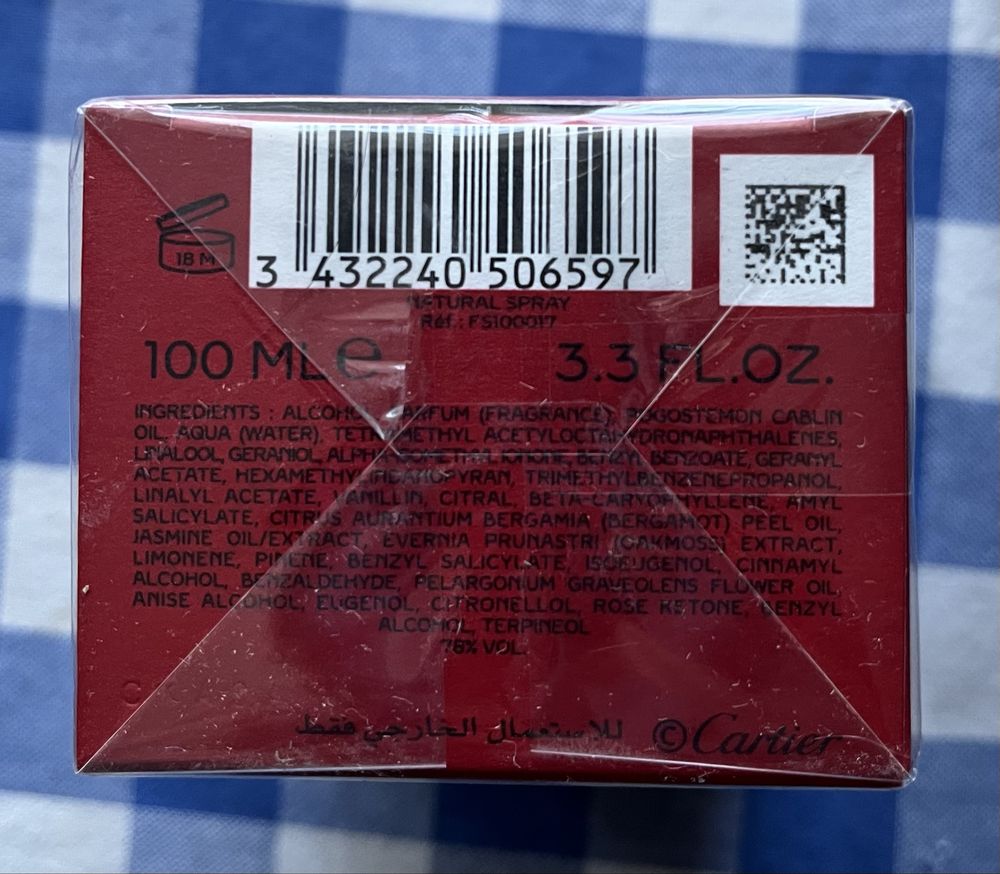 18 M
3 432240 506597
NATURAL SPRAY
Réf.: FS100017
100 ML e 3.3 FL.OZ.
INGREDIENTS : ALCOHOL, PARFUM (FRAGRANCE), POGOSTEMON CABLIN
OIL, AQUA (WATER), TETRAMETHYL ACETYLOCTAHYDRONAPHTHALENES,
LINALOOL, GERANIOL, ALPHA-ISOMETHYL IONONE, BENZYL BENZOATE, GERANYL
ACETATE, HEXAMETHYLINDANOPYRAN, TRIMETHYLBENZENEPROPANOL,
LINALYL ACETATE, VANILLIN, CITRAL, BETA-CARYOPHYLLENE, AMYL
SALICYLATE, CITRUS AURANTIUM BERGAMIA (BERGAMOT) PEEL OIL,
JASMINE OIL/EXTRACT, EVERNIA PRUNASTRI (OAKMOSS) EXTRACT,
LIMONENE, PINENE, BENZYL SALICYLATE, ISOEUGENOL, CINNAMYL
ALCOHOL, BENZALDEHYDE, PELARGONIUM GRAVEOLENS FLOWER OIL,
ANISE ALCOHOL, EUGENOL, CITRONELLOL, ROSE KETONE, BENZYL
ALCOHOL, TERPINEOL
78% VOL.
للاستعمال الخارجي فقط ©Cartier